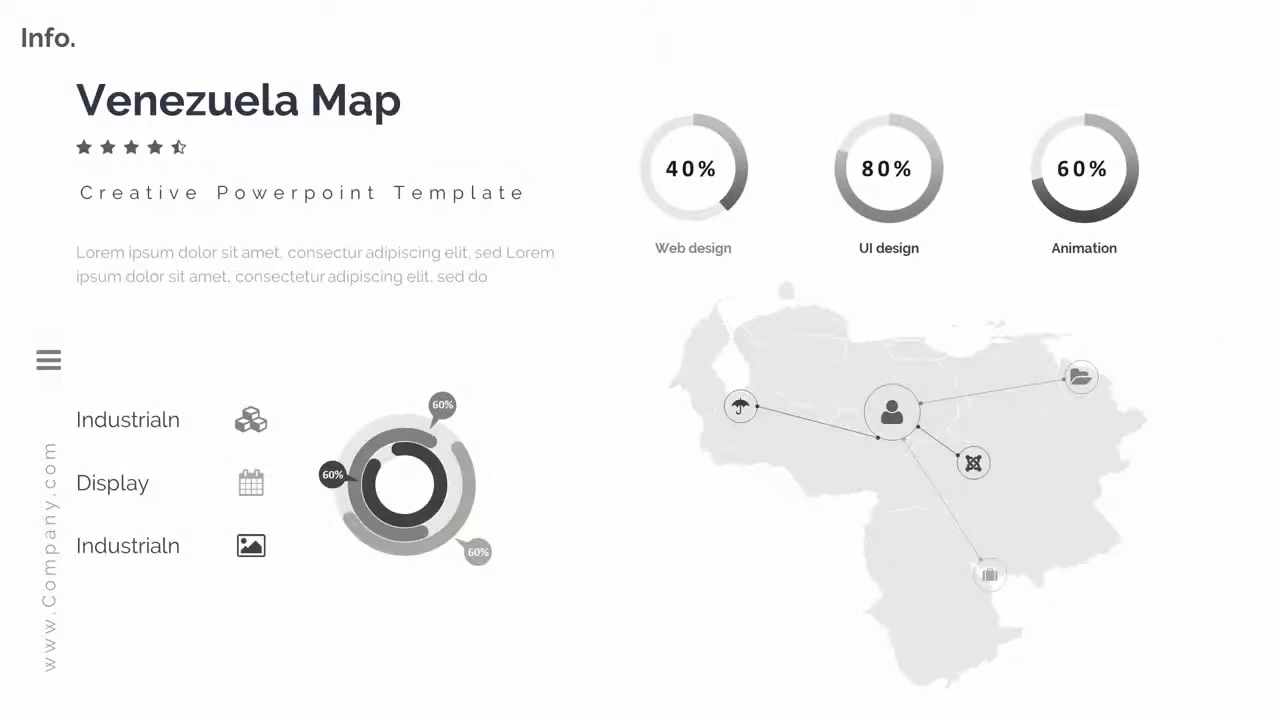 Info.
Venezuela Map
Creative Powerpoint Template
Lorem ipsum dolor sit amet, consectur adipiscing elit, sed Lorem
ipsum dolor sit amet, consectetur adipiscing elit, sed do
40%
80%
60%
Web design
UI design
Animation
Industrialn
Display
Industrialn
60%
60%
60%
www.Company.com